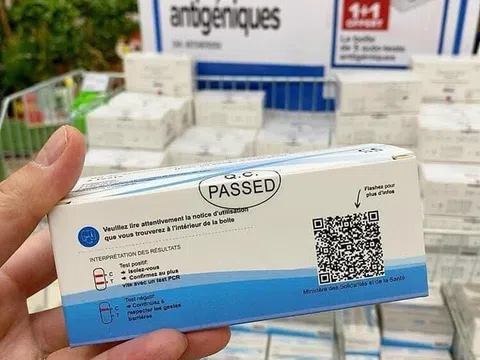 antigéniques
1+1
OFFERT
La boîte
de 5 auto-tests
antigéniques
Q.C.
PASSED
Flashez pour
plus d'infos
Veuillez lire attentivement la notice d'utilisation
que vous trouverez à l'intérieur de la boîte
INTERPRÉTATION DES RÉSULTATS
C
T
Test positif:
➔ Isolez-vous
➔ Confirmez au plus
vite avec un test PCR
C
T
Test négatif:
➔ Continuez à
respecter les gestes
barrières
Ministère des Solidarités et de la Santé